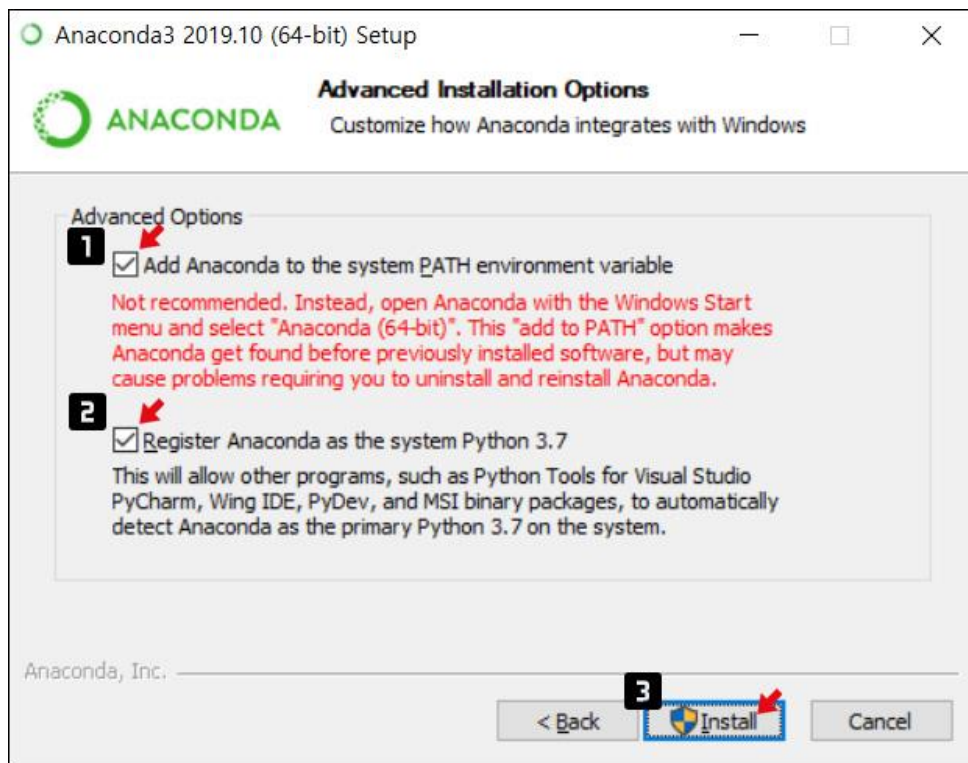 Anaconda3 2019.10 (64-bit) Setup
ANACONDA
Advanced Installation Options
Customize how Anaconda integrates with Windows
Advanced Options
1
Add Anaconda to the system PATH environment variable
Not recommended. Instead, open Anaconda with the Windows Start
menu and select "Anaconda (64-bit)". This "add to PATH" option makes
Anaconda get found before previously installed software, but may
cause problems requiring you to uninstall and reinstall Anaconda.
2
Register Anaconda as the system Python 3.7
This will allow other programs, such as Python Tools for Visual Studio
PyCharm, Wing IDE, PyDev, and MSI binary packages, to automatically
detect Anaconda as the primary Python 3.7 on the system.
Anaconda, Inc.
3
< Back
Install
Cancel